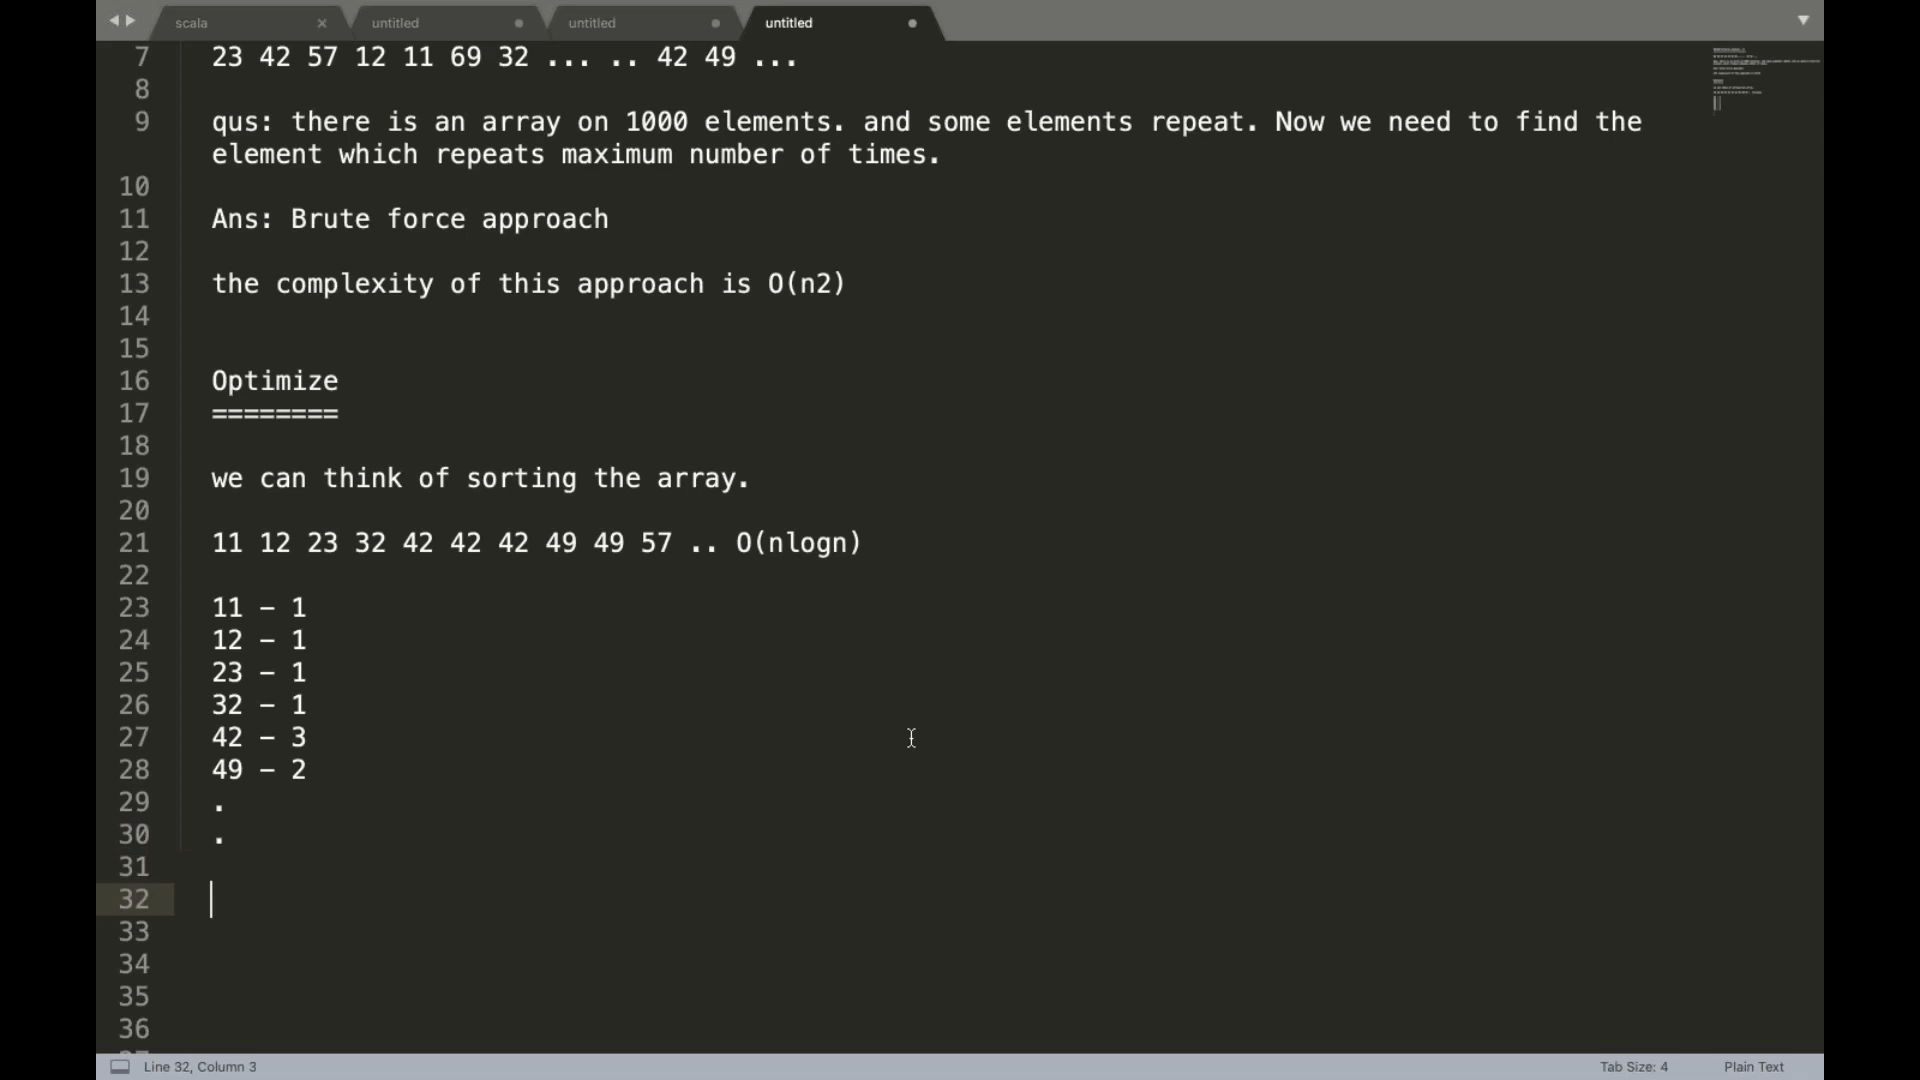 scala
untitled
untitled
untitled
7 23 42 57 12 11 69 32 ... .. 42 49 ...
8
9 qus: there is an array on 1000 elements. and some elements repeat. Now we need to find the
element which repeats maximum number of times.
10
11 Ans: Brute force approach
12
13 the complexity of this approach is O(n2)
14
15
16 Optimize
17 ========
18
19 we can think of sorting the array.
20
21 11 12 23 32 42 42 42 49 49 57 .. O(nlogn)
22
23 11 - 1
24 12 - 1
25 23 - 1
26 32 - 1
27 42 - 3
28 49 - 2
29 .
30 .
31
32
33
34
35
36
Line 32, Column 3
Tab Size: 4
Plain Text